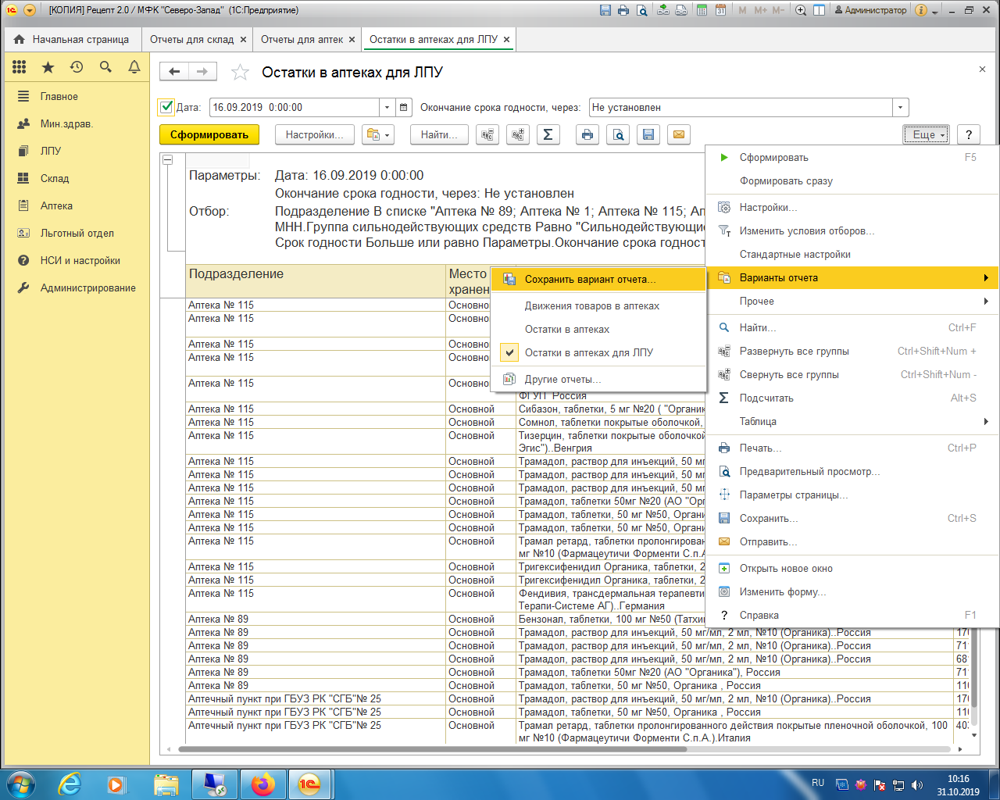 [КОПИЯ] Рецепт 2.0 / МФК "Северо-Запад" (1С:Предприятие)
M M+ M- Администратор
Начальная страница
Отчеты для склад
Отчеты для аптек
Остатки в аптеках для ЛПУ
Главное
Мин.здрав.
ЛПУ
Склад
Аптека
Льготный отдел
НСИ и настройки
Администрирование
Остатки в аптеках для ЛПУ
Дата: 16.09.2019 0:00:00 Окончание срока годности, через: Не установлен
Сформировать Настройки... Найти... Еще ?
Параметры: Дата: 16.09.2019 0:00:00
Окончание срока годности, через: Не установлен
Отбор: Подразделение В списке "Аптека № 89; Аптека № 1; Аптека № 115; Ап
МНН.Группа сильнодействующих средств Равно "Сильнодействующи
Срок годности Больше или равно Параметры.Окончание срока годност
Подразделение Место
хранен
Аптека № 115 Основно
Аптека № 115 Основно
Аптека № 115 Основно
Аптека № 115 Основно
Аптека № 115 Основно
ФГУП Россия
Аптека № 115 Основной Сибазон, таблетки, 5 мг №20 ( "Органик
Аптека № 115 Основной Сомнол, таблетки покрытые оболочкой,
Аптека № 115 Основной Тизерцин, таблетки покрытые оболочкой
Эгис")..Венгрия
Аптека № 115 Основной Трамадол, раствор для инъекций, 50 мг
Аптека № 115 Основной Трамадол, раствор для инъекций, 50 мг
Аптека № 115 Основной Трамадол, раствор для инъекций, 50 мг
Аптека № 115 Основной Трамадол, таблетки 50мг №20 (АО "Орг
Аптека № 115 Основной Трамадол, таблетки, 50 мг №50, Органи
Аптека № 115 Основной Трамадол, таблетки, 50 мг №50, Органи
Аптека № 115 Основной Трамал ретард, таблетки пролонгирован
мг №10 (Фармацеутичи Форменти С.п.А
Аптека № 115 Основной Тригексифенидил Органика, таблетки, 2
Аптека № 115 Основной Тригексифенидил Органика, таблетки, 2
Аптека № 115 Основной Фендивия, трансдермальная терапевти
Терапи-Системе АГ)..Германия
Аптека № 89 Основной Бензонал, таблетки, 100 мг №50 (Татхи
Аптека № 89 Основной Трамадол, раствор для инъекций, 50 мг/мл, 2 мл, №10 (Органика)..Россия 170
Аптека № 89 Основной Трамадол, раствор для инъекций, 50 мг/мл, 2 мл, №10 (Органика)..Россия 711
Аптека № 89 Основной Трамадол, раствор для инъекций, 50 мг/мл, 2 мл, №10 (Органика)..Россия 681
Аптека № 89 Основной Трамадол, таблетки 50мг №20 (АО "Органика"), Россия 711
Аптека № 89 Основной Трамадол, таблетки, 50 мг №50, Органика , Россия 110
Аптечный пункт при ГБУЗ РК "СГБ"№ 25 Основной Трамадол, раствор для инъекций, 50 мг/мл, 2 мл, №10 (Органика)..Россия 170
Аптечный пункт при ГБУЗ РК "СГБ"№ 25 Основной Трамадол, таблетки, 50 мг №50, Органика , Россия 110
Аптечный пункт при ГБУЗ РК "СГБ"№ 25 Основной Трамал ретард, таблетки пролонгированного действия покрытые пленочной оболочкой, 100
мг №10 (Фармацеутичи Форменти С.п.А.).Италия
Сохранить вариант отчета...
Движения товаров в аптеках
Остатки в аптеках
Остатки в аптеках для ЛПУ
Другие отчеты...
Сформировать F5
Формировать сразу
Настройки...
Изменить условия отборов...
Стандартные настройки
Варианты отчета
Прочее
Найти... Ctrl+F
Развернуть все группы Ctrl+Shift+Num +
Свернуть все группы Ctrl+Shift+Num -
Подсчитать Alt+S
Таблица
Печать... Ctrl+P
Предварительный просмотр...
Параметры страницы...
Сохранить... Ctrl+S
Отправить...
Открыть новое окно
Изменить форму...
Справка F1
RU
10:16
31.10.2019